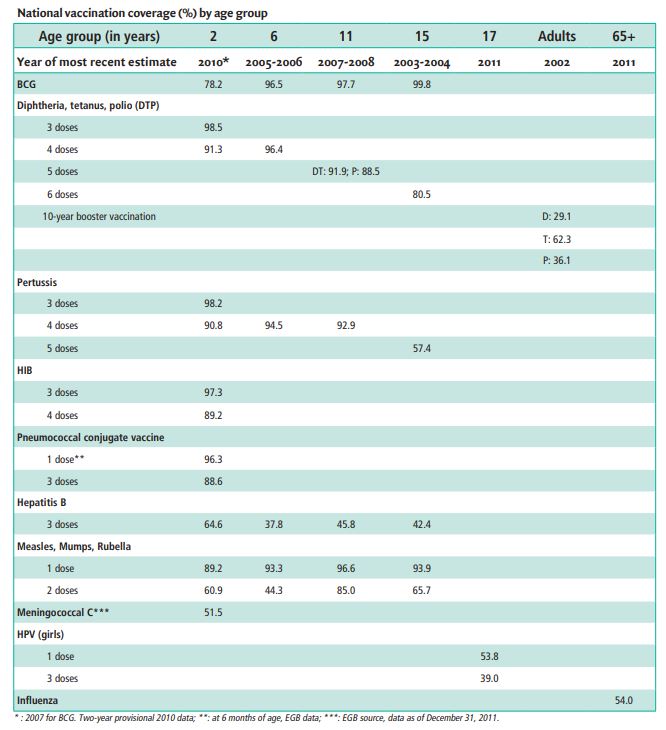 National vaccination coverage (%) by age group
Age group (in years) 2 6 11 15 17 Adults 65+
Year of most recent estimate 2010* 2005-2006 2007-2008 2003-2004 2011 2002 2011
BCG 78.2 96.5 97.7 99.8
Diphtheria, tetanus, polio (DTP)
3 doses 98.5
4 doses 91.3 96.4
5 doses DT: 91.9; P: 88.5
6 doses 80.5
10-year booster vaccination D: 29.1
T: 62.3
P: 36.1
Pertussis
3 doses 98.2
4 doses 90.8 94.5 92.9
5 doses 57.4
HIB
3 doses 97.3
4 doses 89.2
Pneumococcal conjugate vaccine
1 dose** 96.3
3 doses 88.6
Hepatitis B
3 doses 64.6 37.8 45.8 42.4
Measles, Mumps, Rubella
1 dose 89.2 93.3 96.6 93.9
2 doses 60.9 44.3 85.0 65.7
Meningococcal C*** 51.5
HPV (girls)
1 dose 53.8
3 doses 39.0
Influenza 54.0
* : 2007 for BCG. Two-year provisional 2010 data; **: at 6 months of age, EGB data; ***: EGB source, data as of December 31, 2011.